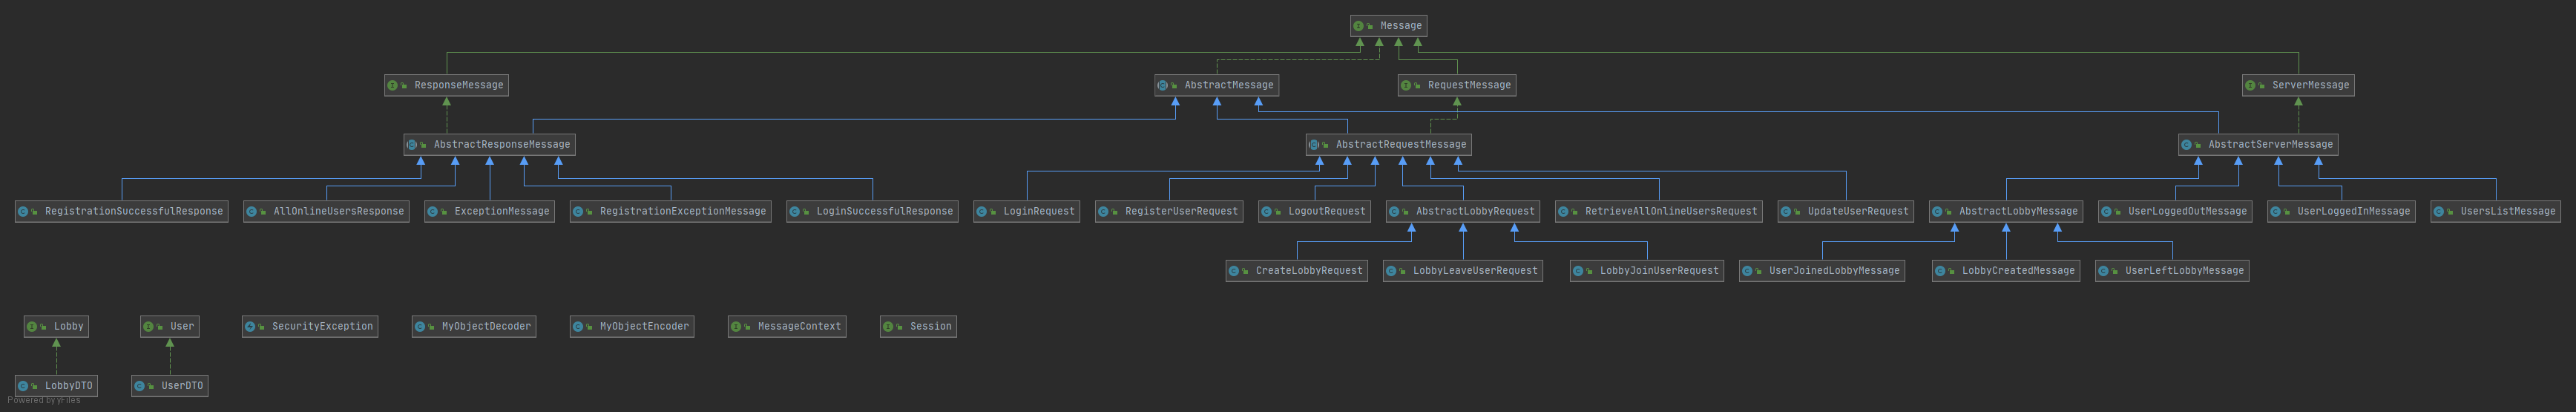 Message
ResponseMessage
AbstractMessage
RequestMessage
ServerMessage
AbstractResponseMessage
AbstractRequestMessage
AbstractServerMessage
RegistrationSuccessfulResponse
AllOnlineUsersResponse
ExceptionMessage
RegistrationExceptionMessage
LoginSuccessfulResponse
LoginRequest
RegisterUserRequest
LogoutRequest
AbstractLobbyRequest
RetrieveAllOnlineUsersRequest
UpdateUserRequest
AbstractLobbyMessage
UserLoggedOutMessage
UserLoggedInMessage
UsersListMessage
CreateLobbyRequest
LobbyLeaveUserRequest
LobbyJoinUserRequest
UserJoinedLobbyMessage
LobbyCreatedMessage
UserLeftLobbyMessage
Lobby
User
SecurityException
MyObjectDecoder
MyObjectEncoder
MessageContext
Session
LobbyDTO
UserDTO
Powered by yFiles